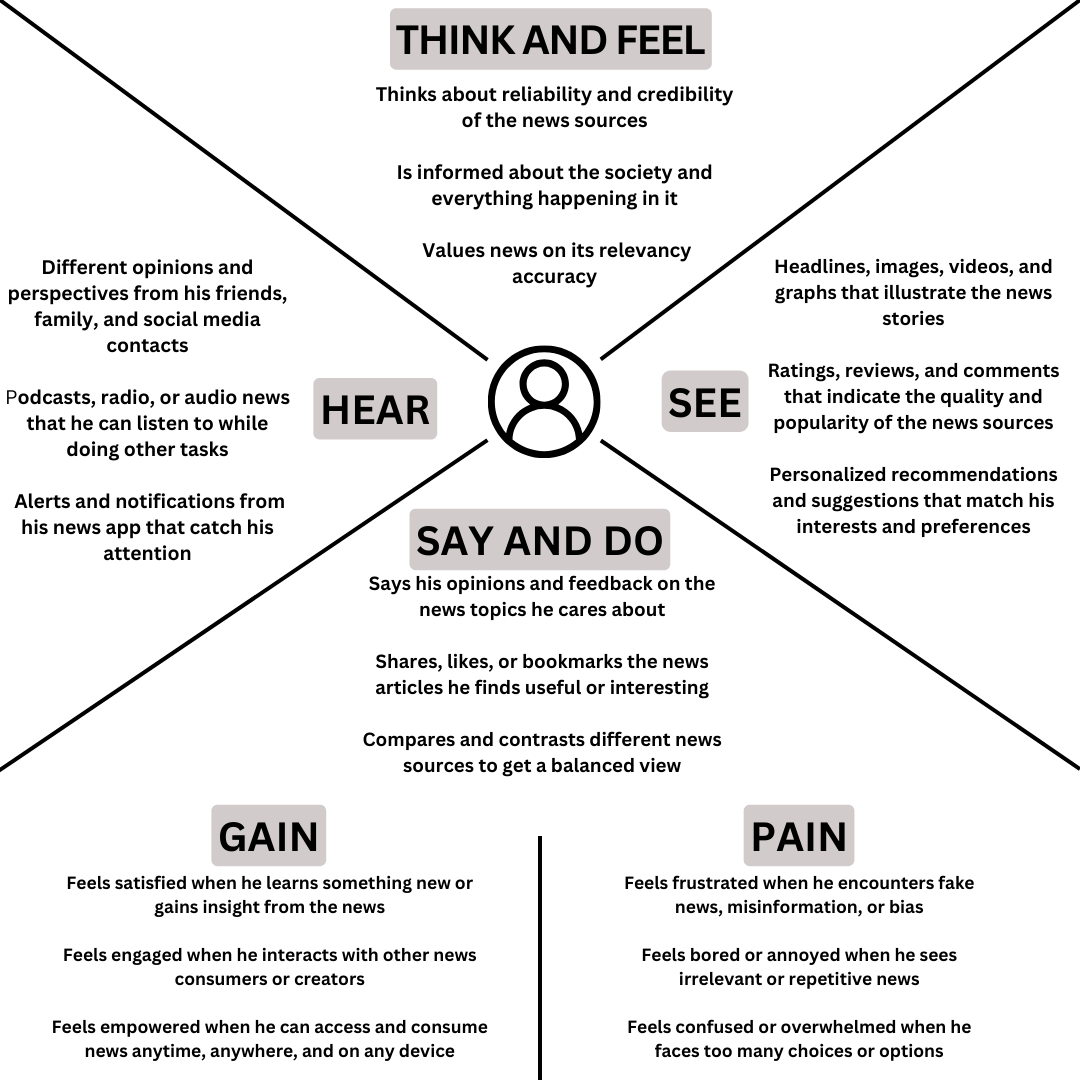 THINK AND FEEL
Thinks about reliability and credibility
of the news sources
Is informed about the society and
everything happening in it
Values news on its relevancy
accuracy
Different opinions and
perspectives from his friends,
family, and social media
contacts
Podcasts, radio, or audio news
that he can listen to while
doing other tasks
Alerts and notifications from
his news app that catch his
attention
HEAR
SEE
Headlines, images, videos, and
graphs that illustrate the news
stories
Ratings, reviews, and comments
that indicate the quality and
popularity of the news sources
Personalized recommendations
and suggestions that match his
interests and preferences
SAY AND DO
Says his opinions and feedback on the
news topics he cares about
Shares, likes, or bookmarks the news
articles he finds useful or interesting
Compares and contrasts different news
sources to get a balanced view
GAIN
Feels satisfied when he learns something new or
gains insight from the news
Feels engaged when he interacts with other news
consumers or creators
Feels empowered when he can access and consume
news anytime, anywhere, and on any device
PAIN
Feels frustrated when he encounters fake
news, misinformation, or bias
Feels bored or annoyed when he sees
irrelevant or repetitive news
Feels confused or overwhelmed when he
faces too many choices or options